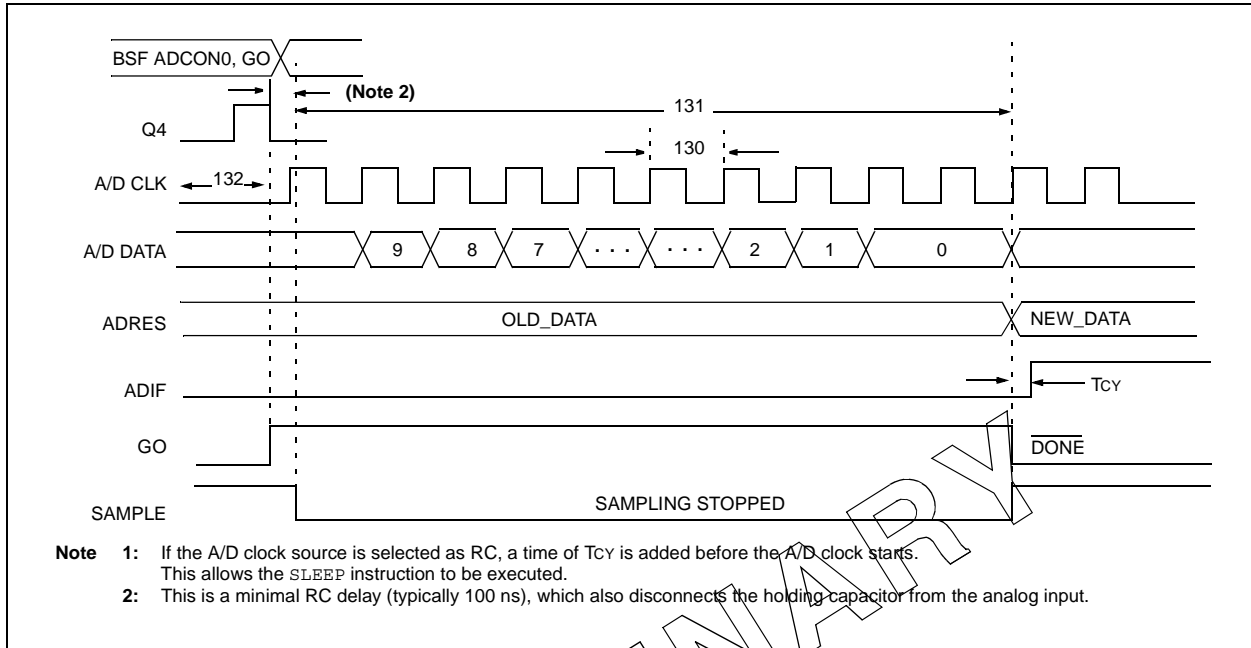 BSF ADCON0, GO
(Note 2)
131
Q4
130
A/D CLK
132
A/D DATA
9 8 7 . . . . . . 2 1 0
ADRES
OLD_DATA
NEW_DATA
ADIF
TCY
GO
DONE
SAMPLE
SAMPLING STOPPED
Note 1: If the A/D clock source is selected as RC, a time of TCY is added before the A/D clock starts.
This allows the SLEEP instruction to be executed.
2: This is a minimal RC delay (typically 100 ns), which also disconnects the holding capacitor from the analog input.
NARY